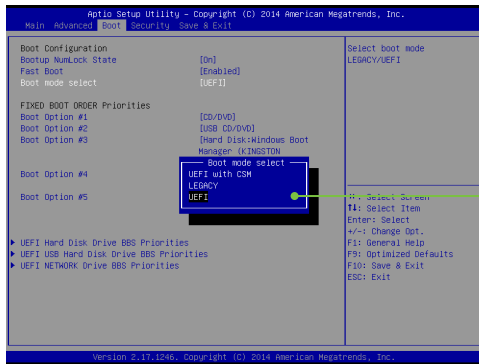 Aptio Setup Utility – Copyright (C) 2014 American Megatrends, Inc.
Main Advanced Boot Security Save & Exit
Boot Configuration
Bootup NumLock State [On]
Fast Boot [Enabled]
Boot mode select [UEFI]
FIXED BOOT ORDER Priorities
Boot Option #1 [CD/DVD]
Boot Option #2 [USB CD/DVD]
Boot Option #3 [Hard Disk:Windows Boot
Manager (KINGSTON
Boot mode select
UEFI with CSM
LEGACY
UEFI
Boot Option #4
Boot Option #5
UEFI Hard Disk Drive BBS Priorities
UEFI USB Hard Disk Drive BBS Priorities
UEFI NETWORK Drive BBS Priorities
Select boot mode
LEGACY/UEFI
: Select Screen
↑↓: Select Item
Enter: Select
+/-: Change Opt.
F1: General Help
F9: Optimized Defaults
F10: Save & Exit
ESC: Exit
Version 2.17.1246. Copyright (C) 2014 American Megatrends, Inc.